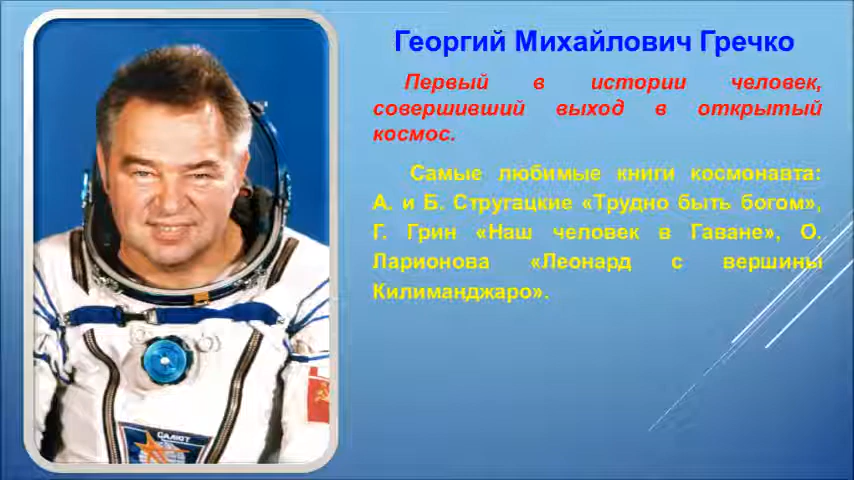 Георгий Михайлович Гречко
Первый в истории человек,
совершивший выход в открытый
космос.
Самые любимые книги космонавта:
А. и Б. Стругацкие «Трудно быть богом»,
Г. Грин «Наш человек в Гаване», О.
Ларионова «Леонард с вершины
Килиманджаро».
САЛЮТ